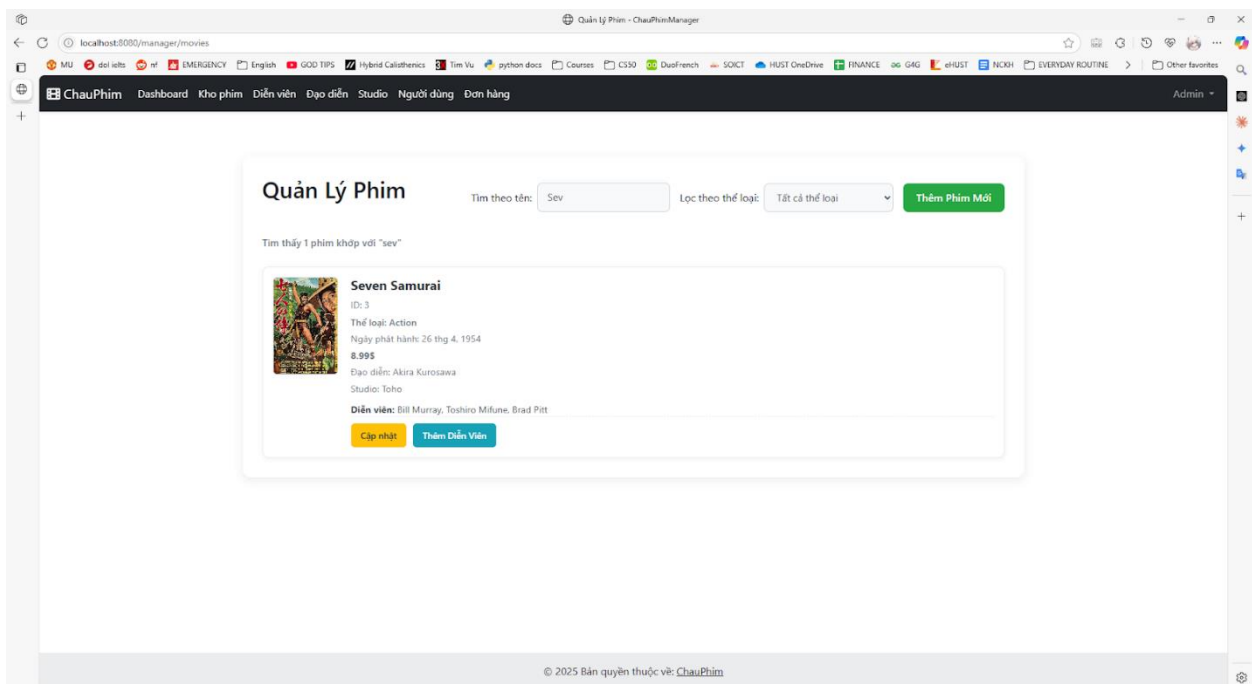 Quản Lý Phim - ChauPhimManager
localhost:8080/manager/movies
MU dol ielts nf EMERGENCY English GOD TIPS Hybrid Calisthenics Tim Vu python docs Courses CS50 DuoFrench SOICT HUST OneDrive FINANCE G4G eHUST NCKH EVERYDAY ROUTINE Other favorites
ChauPhim Dashboard Kho phim Diễn viên Đạo diễn Studio Người dùng Đơn hàng Admin
Quản Lý Phim Tìm theo tên: Sev Lọc theo thể loại: Tất cả thể loại Thêm Phim Mới
Tìm thấy 1 phim khớp với "sev"
Seven Samurai
ID: 3
Thể loại: Action
Ngày phát hành: 26 thg 4, 1954
8.99$
Đạo diễn: Akira Kurosawa
Studio: Toho
Diễn viên: Bill Murray, Toshiro Mifune, Brad Pitt
Cập nhật Thêm Diễn Viên
© 2025 Bản quyền thuộc về: ChauPhim